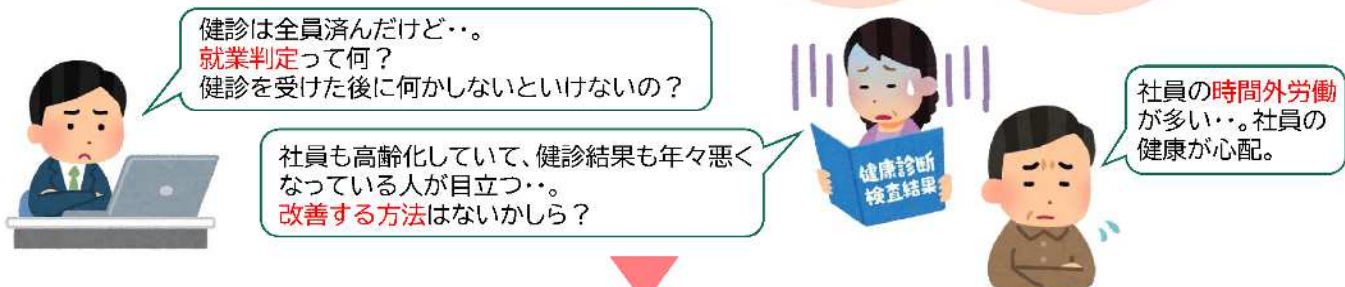 健診は全員済んだけど‥。
就業判定って何？
健診を受けた後に何かしないといけないの？
社員も高齢化していて、健診結果も年々悪く
なっている人が目立つ‥。
改善する方法はないかしら？
健康診断
検査結果
社員の時間外労働
が多い‥。社員の
健康が心配。